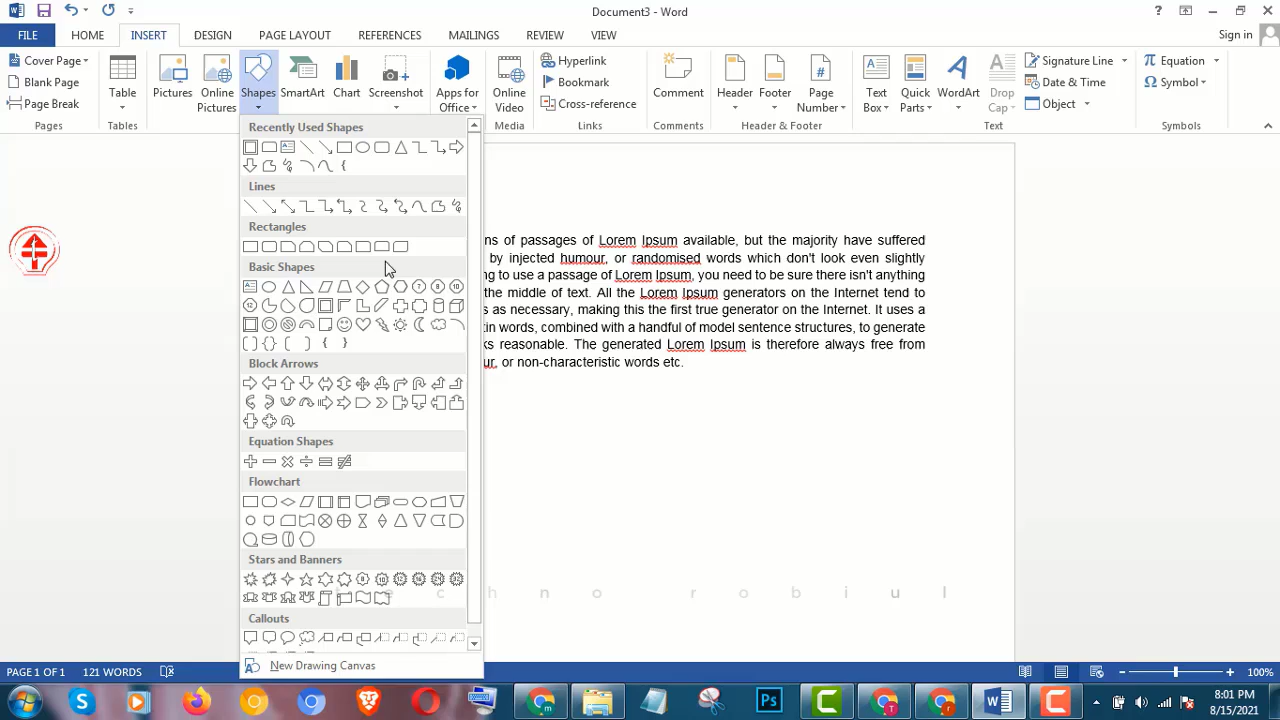 Document3 - Word
?
FILE HOME INSERT DESIGN PAGE LAYOUT REFERENCES MAILINGS REVIEW VIEW Sign in
Cover Page
Blank Page
Page Break
Pages
Table
Tables
Pictures
Online
Pictures
Shapes
SmartArt
Chart
Screenshot
Apps for
Office
Online
Video
Media
Hyperlink
Bookmark
Cross-reference
Links
Comment
Comments
Header
Footer
Page
Number
Header & Footer
Text
Box
Quick
Parts
WordArt
Drop
Cap
Signature Line
Date & Time
Object
Text
Equation
Symbol
Symbols
Recently Used Shapes
Lines
Rectangles
Basic Shapes
Block Arrows
Equation Shapes
Flowchart
Stars and Banners
Callouts
New Drawing Canvas
ns of passages of Lorem Ipsum available, but the majority have suffered
by injected humour, or randomised words which don't look even slightly
ng to use a passage of Lorem Ipsum, you need to be sure there isn't anything
the middle of text. All the Lorem Ipsum generators on the Internet tend to
s as necessary, making this the first true generator on the Internet. It uses a
tin words, combined with a handful of model sentence structures, to generate
ks reasonable. The generated Lorem Ipsum is therefore always free from
ur, or non-characteristic words etc.
c h n o r o b i u l
PAGE 1 OF 1 121 WORDS 100%
8:01 PM
8/15/2021